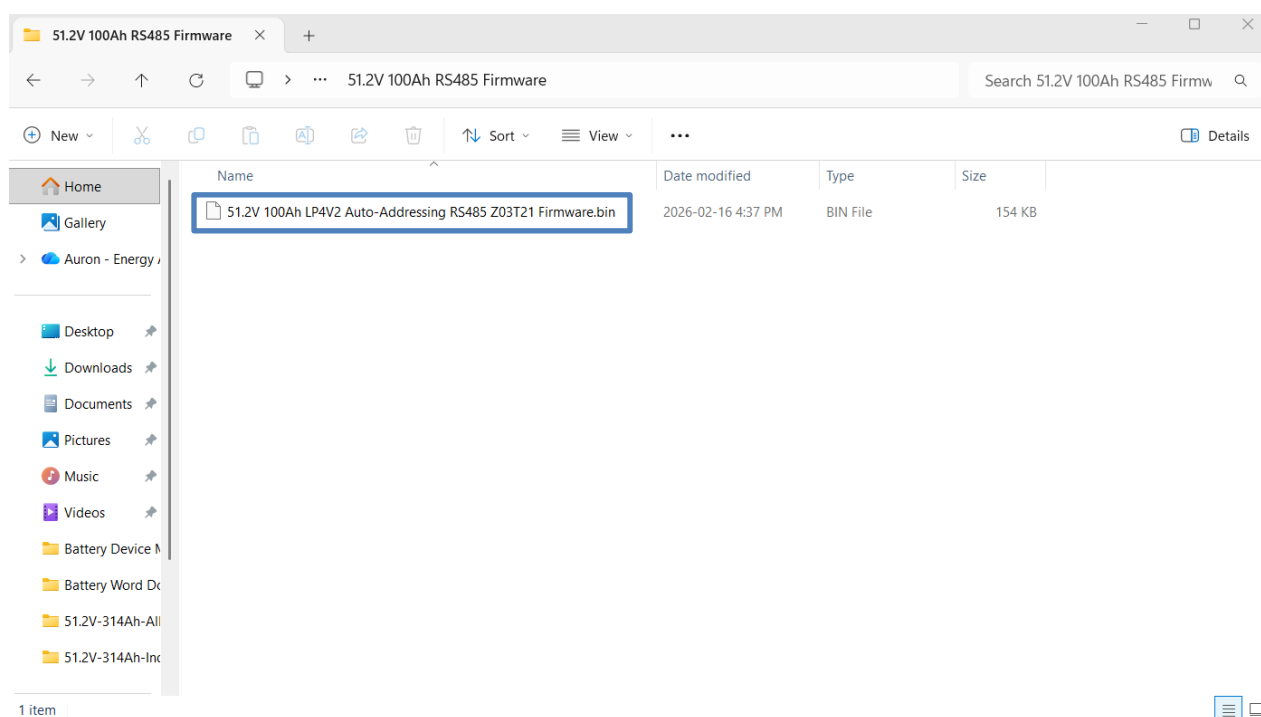 51.2V 100Ah RS485 Firmware
51.2V 100Ah RS485 Firmware
Search 51.2V 100Ah RS485 Firmw
New
Sort
View
Details
Name
Date modified
Type
Size
51.2V 100Ah LP4V2 Auto-Addressing RS485 Z03T21 Firmware.bin
2026-02-16 4:37 PM
BIN File
154 KB
Home
Gallery
Auron - Energy
Desktop
Downloads
Documents
Pictures
Music
Videos
Battery Device
Battery Word Do
51.2V-314Ah-All
51.2V-314Ah-Inc
1 item